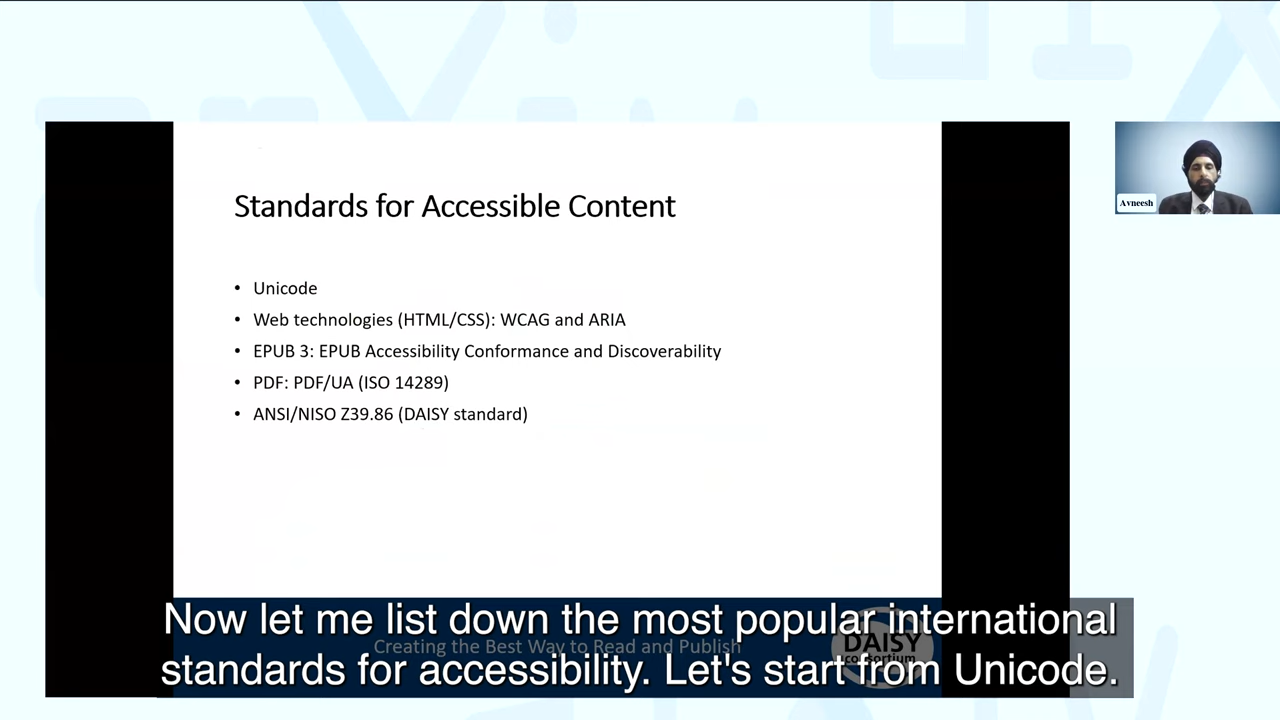 Standards for Accessible Content
• Unicode
• Web technologies (HTML/CSS): WCAG and ARIA
• EPUB 3: EPUB Accessibility Conformance and Discoverability
• PDF: PDF/UA (ISO 14289)
• ANSI/NISO Z39.86 (DAISY standard)
Avneesh
Creating the Best Way to Read and Publish
DAISY
consortium
Now let me list down the most popular international
standards for accessibility. Let's start from Unicode.